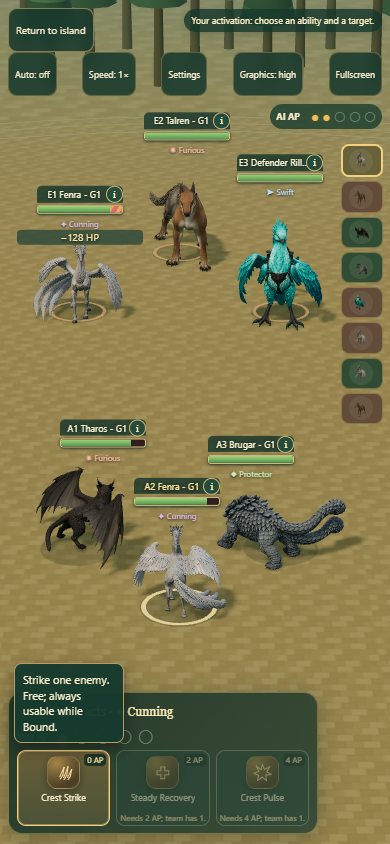 Return to island
Your activation: choose an ability and a target.
Auto: off
Speed: 1×
Settings
Graphics: high
Fullscreen
AI AP
E2 Talren - G1 i
Furious
E3 Defender Rill… i
Swift
E1 Fenra - G1 i
Cunning
−128 HP
A1 Tharos - G1 i
Furious
A3 Brugar - G1 i
Protector
A2 Fenra - G1 i
Cunning
Strike one enemy.
Free; always
usable while
Bound.
Cunning
0 AP
Crest Strike
2 AP
Steady Recovery
Needs 2 AP; team has 1.
4 AP
Crest Pulse
Needs 4 AP; team has 1.